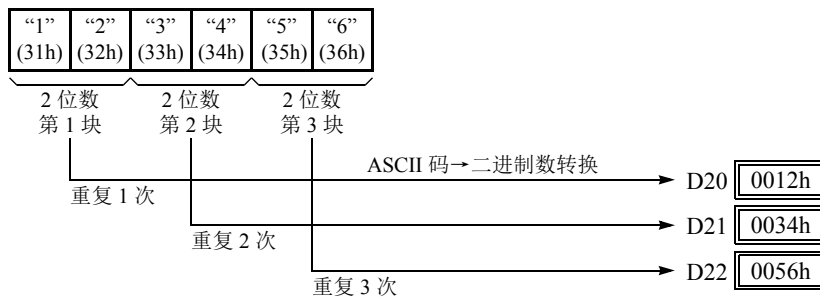 “1” “2” “3” “4” “5” “6”
(31h) (32h) (33h) (34h) (35h) (36h)
2 位数 2 位数 2 位数
第 1 块 第 2 块 第 3 块
ASCII 码→二进制数转换
D20 0012h
重复 1 次
D21 0034h
重复 2 次
D22 0056h
重复 3 次